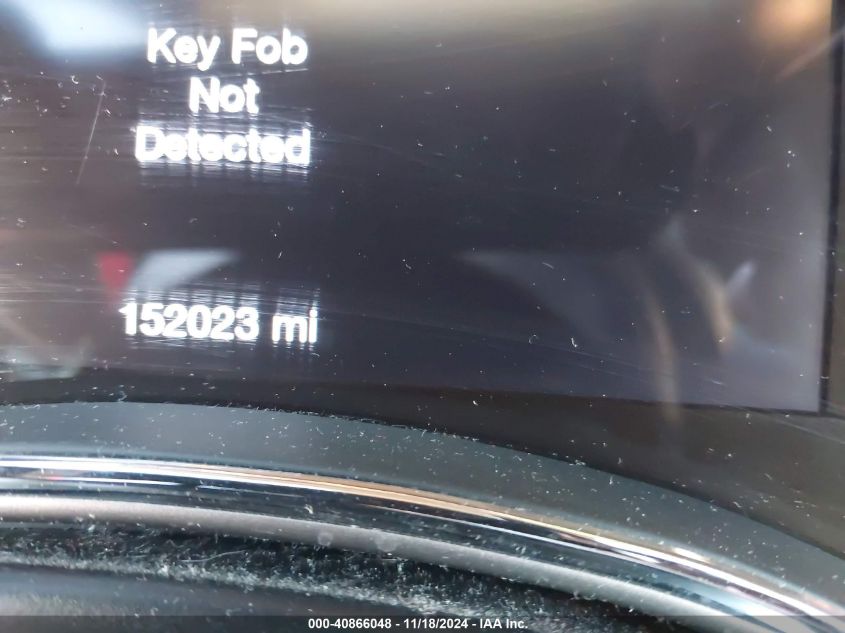 Key Fob
Not
Detected
152023 mi
000-40866048 - 11/18/2024 - IAA Inc.